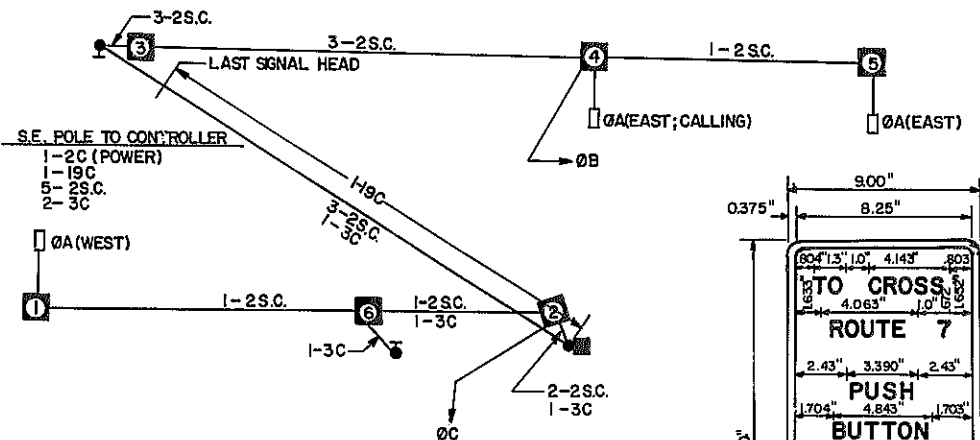 3-2S.C.
3
3-2S.C.
4
1-2 S.C.
5
LAST SIGNAL HEAD
ØA(EAST; CALLING)
ØA(EAST)
ØB
S.E. POLE TO CONTROLLER
1-2C (POWER)
1-19C
5-2S.C.
2-3C
1-19C
3-2S.C.
1-3C
ØA(WEST)
1
1-2S.C.
6
1-2S.C.
1-3C
2
1-3C
2-2S.C.
1-3C
ØC
9.00"
0.375"
8.25"
.804" 1.3" 1.0" 4.143" .803
TO CROSS
1.633"
.672"
1.652"
4.063" 1.0"
ROUTE 7
2.43" 3.390" 2.43"
PUSH
1.704" 4.843" 1.703"
BUTTON